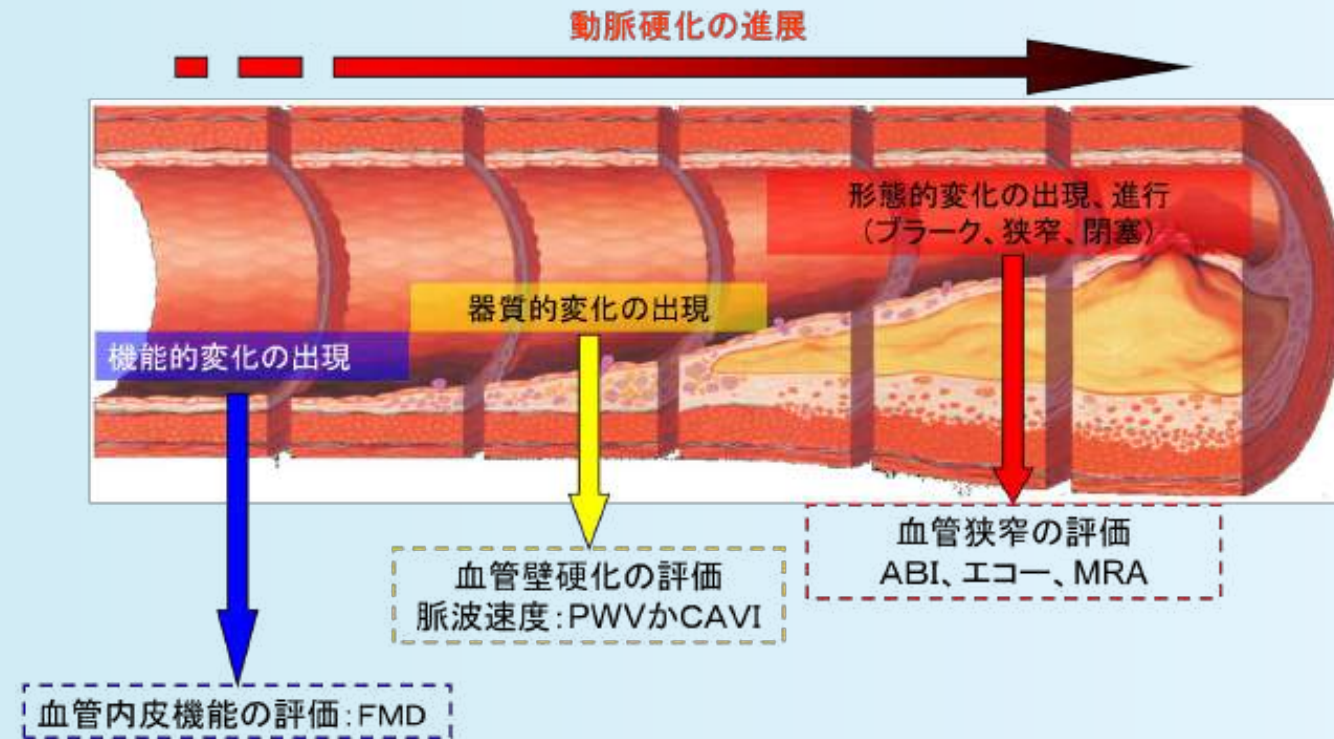 動脈硬化の進展
形態的変化の出現、進行
(プラーク、狭窄、閉塞)
器質的変化の出現
機能的変化の出現
血管狭窄の評価
ABI、エコー、MRA
血管壁硬化の評価
脈波速度:PWVかCAVI
血管内皮機能の評価:FMD